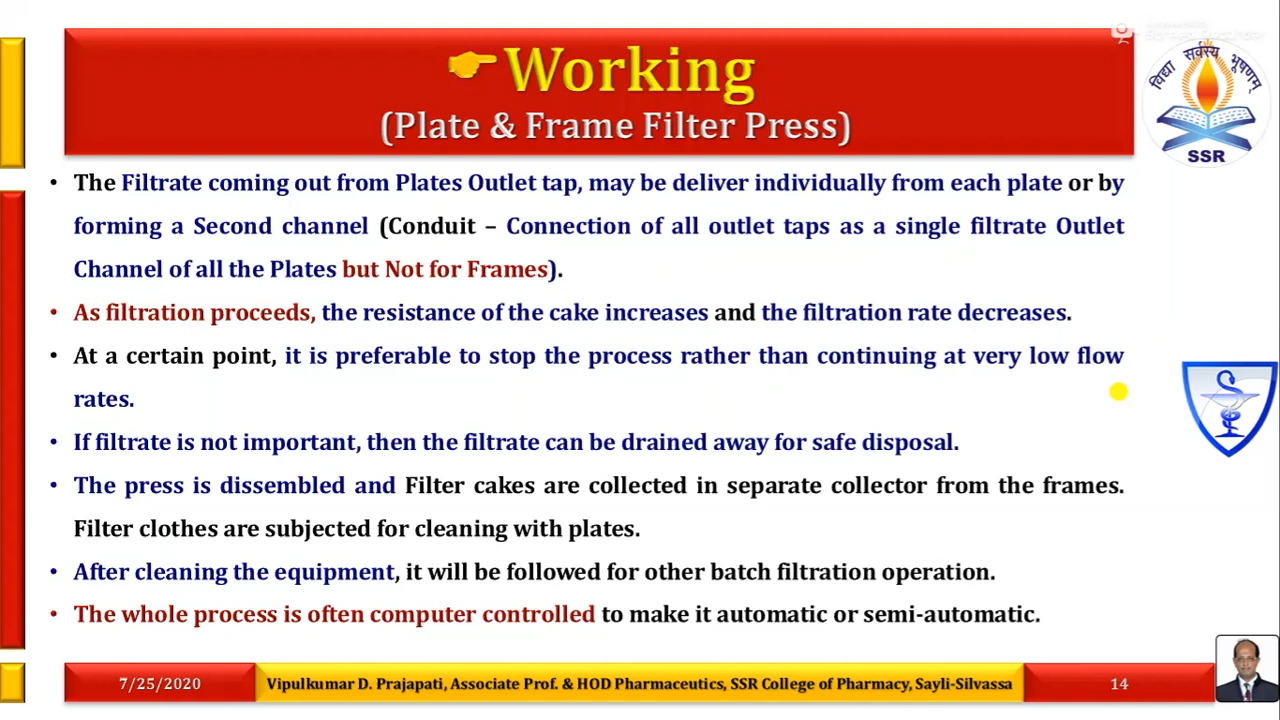 Working
(Plate & Frame Filter Press)
विद्या सर्वस्य भूषणम्
SSR
• The Filtrate coming out from Plates Outlet tap, may be deliver individually from each plate or by
forming a Second channel (Conduit – Connection of all outlet taps as a single filtrate Outlet
Channel of all the Plates but Not for Frames).
• As filtration proceeds, the resistance of the cake increases and the filtration rate decreases.
• At a certain point, it is preferable to stop the process rather than continuing at very low flow
rates.
• If filtrate is not important, then the filtrate can be drained away for safe disposal.
• The press is dissembled and Filter cakes are collected in separate collector from the frames.
Filter clothes are subjected for cleaning with plates.
• After cleaning the equipment, it will be followed for other batch filtration operation.
• The whole process is often computer controlled to make it automatic or semi-automatic.
7/25/2020
Vipulkumar D. Prajapati, Associate Prof. & HOD Pharmaceutics, SSR College of Pharmacy, Sayli-Silvassa
14